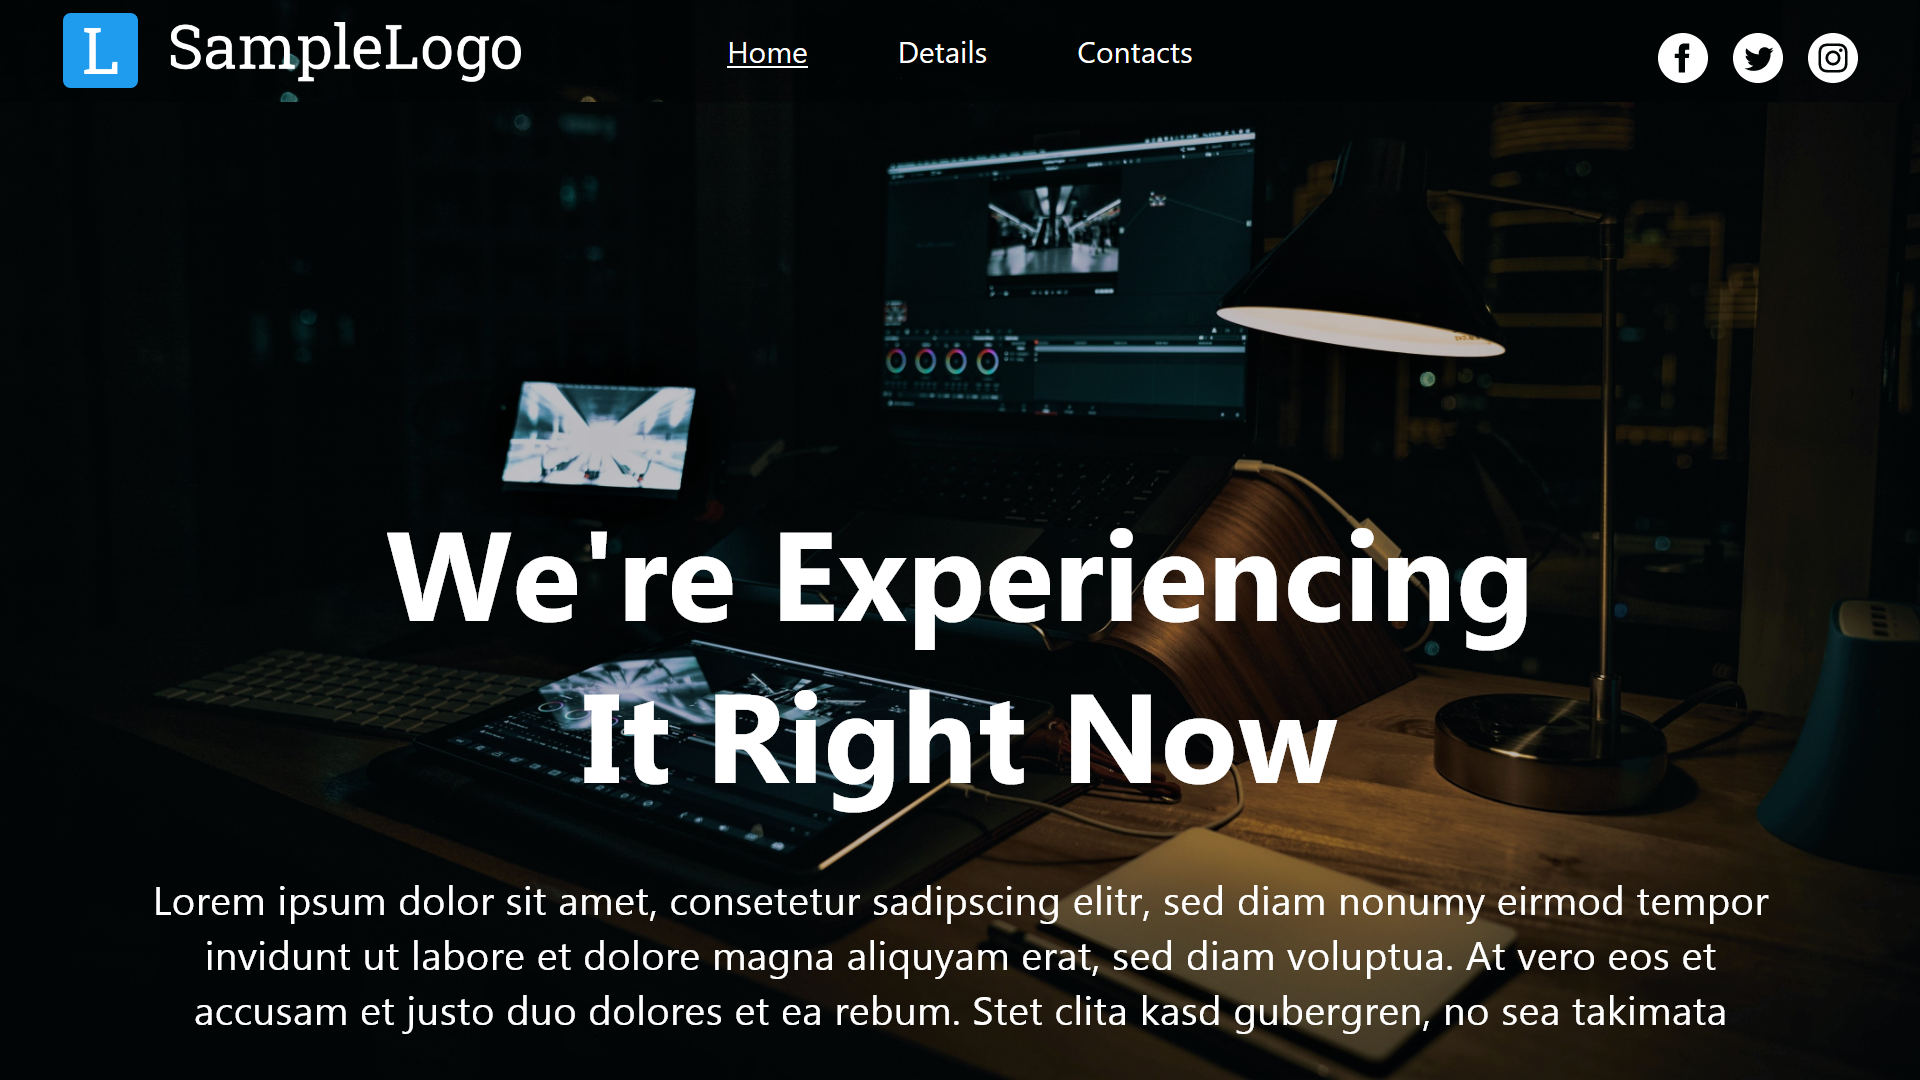 L SampleLogo
Home Details Contacts
We're Experiencing
It Right Now
Lorem ipsum dolor sit amet, consetetur sadipscing elitr, sed diam nonumy eirmod tempor
invidunt ut labore et dolore magna aliquyam erat, sed diam voluptua. At vero eos et
accusam et justo duo dolores et ea rebum. Stet clita kasd gubergren, no sea takimata